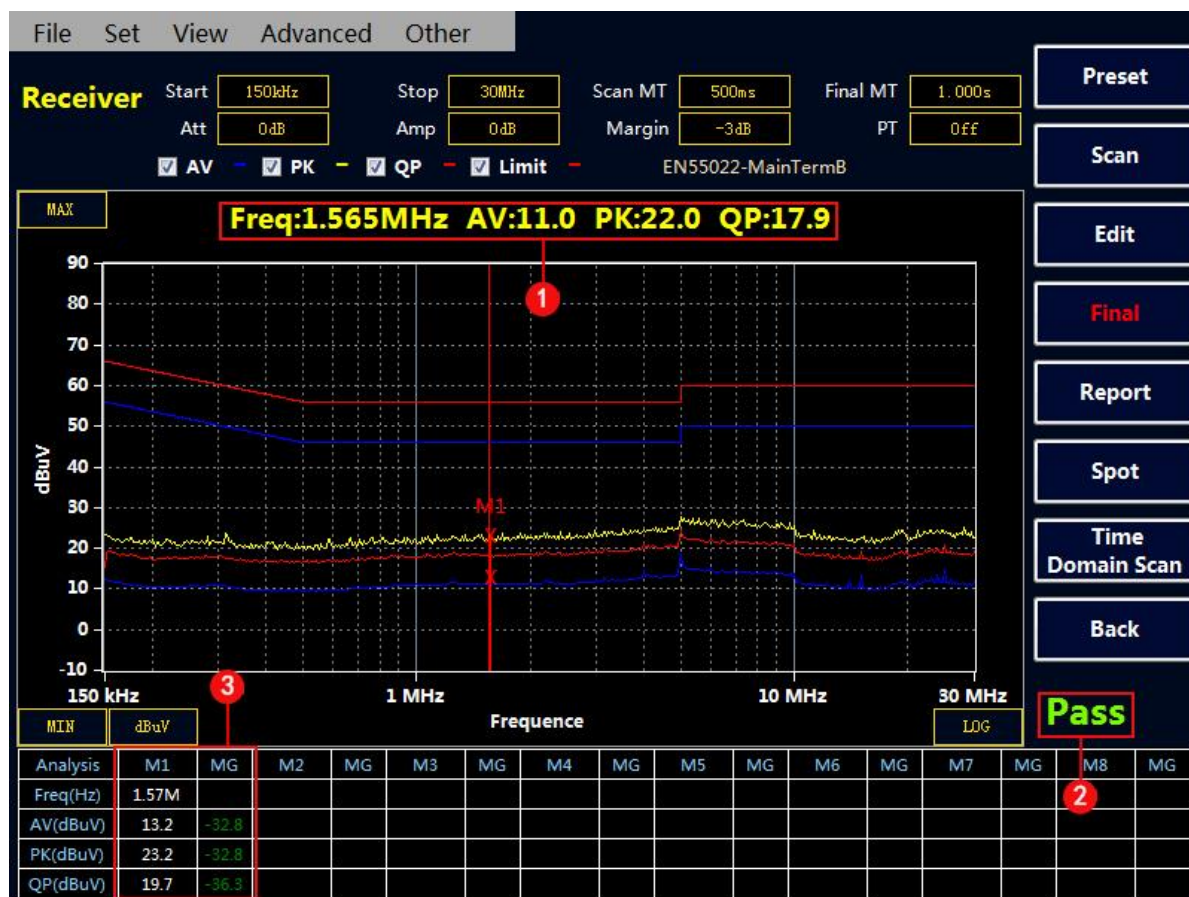 File Set View Advanced Other
Receiver Start 150kHz Stop 30MHz Scan MT 500ms Final MT 1.000s
Att 0dB Amp 0dB Margin -3dB PT Off
AV PK QP Limit EN55022-MainTermB
Preset
Scan
Edit
Final
Report
Spot
Time
Domain Scan
Back
MAX
Freq:1.565MHz AV:11.0 PK:22.0 QP:17.9
1
90
80
70
60
50
40
30
20
10
0
-10
dBuV
M1
150 kHz 1 MHz 10 MHz 30 MHz
3
MIN dBuV Frequence LOG
Pass
2
Analysis M1 MG M2 MG M3 MG M4 MG M5 MG M6 MG M7 MG M8 MG
Freq(Hz) 1.57M
AV(dBuV) 13.2 -32.8
PK(dBuV) 23.2 -32.8
QP(dBuV) 19.7 -36.3